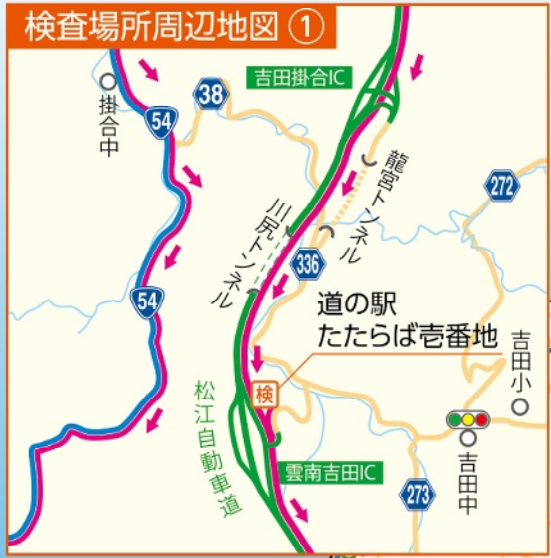 検査場所周辺地図 ①
吉田掛合IC
38
掛合中
54
龍宮トンネル
272
川尻トンネル
336
54
道の駅
たたらば壱番地
吉田小
検
松江自動車道
雲南吉田IC
吉田中
273